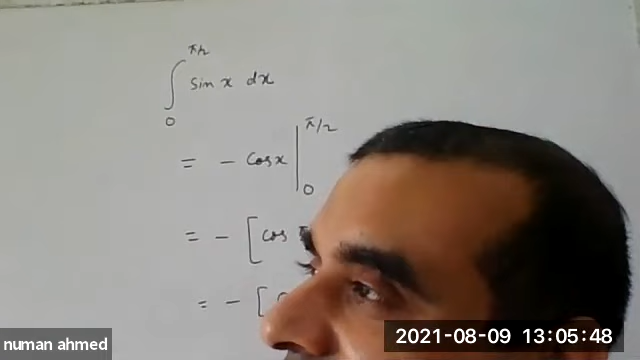 π/2
∫ sin x dx
0
= - cos x | π/2
0
= - [cos
= - [
numan ahmed
2021-08-09 13:05:48